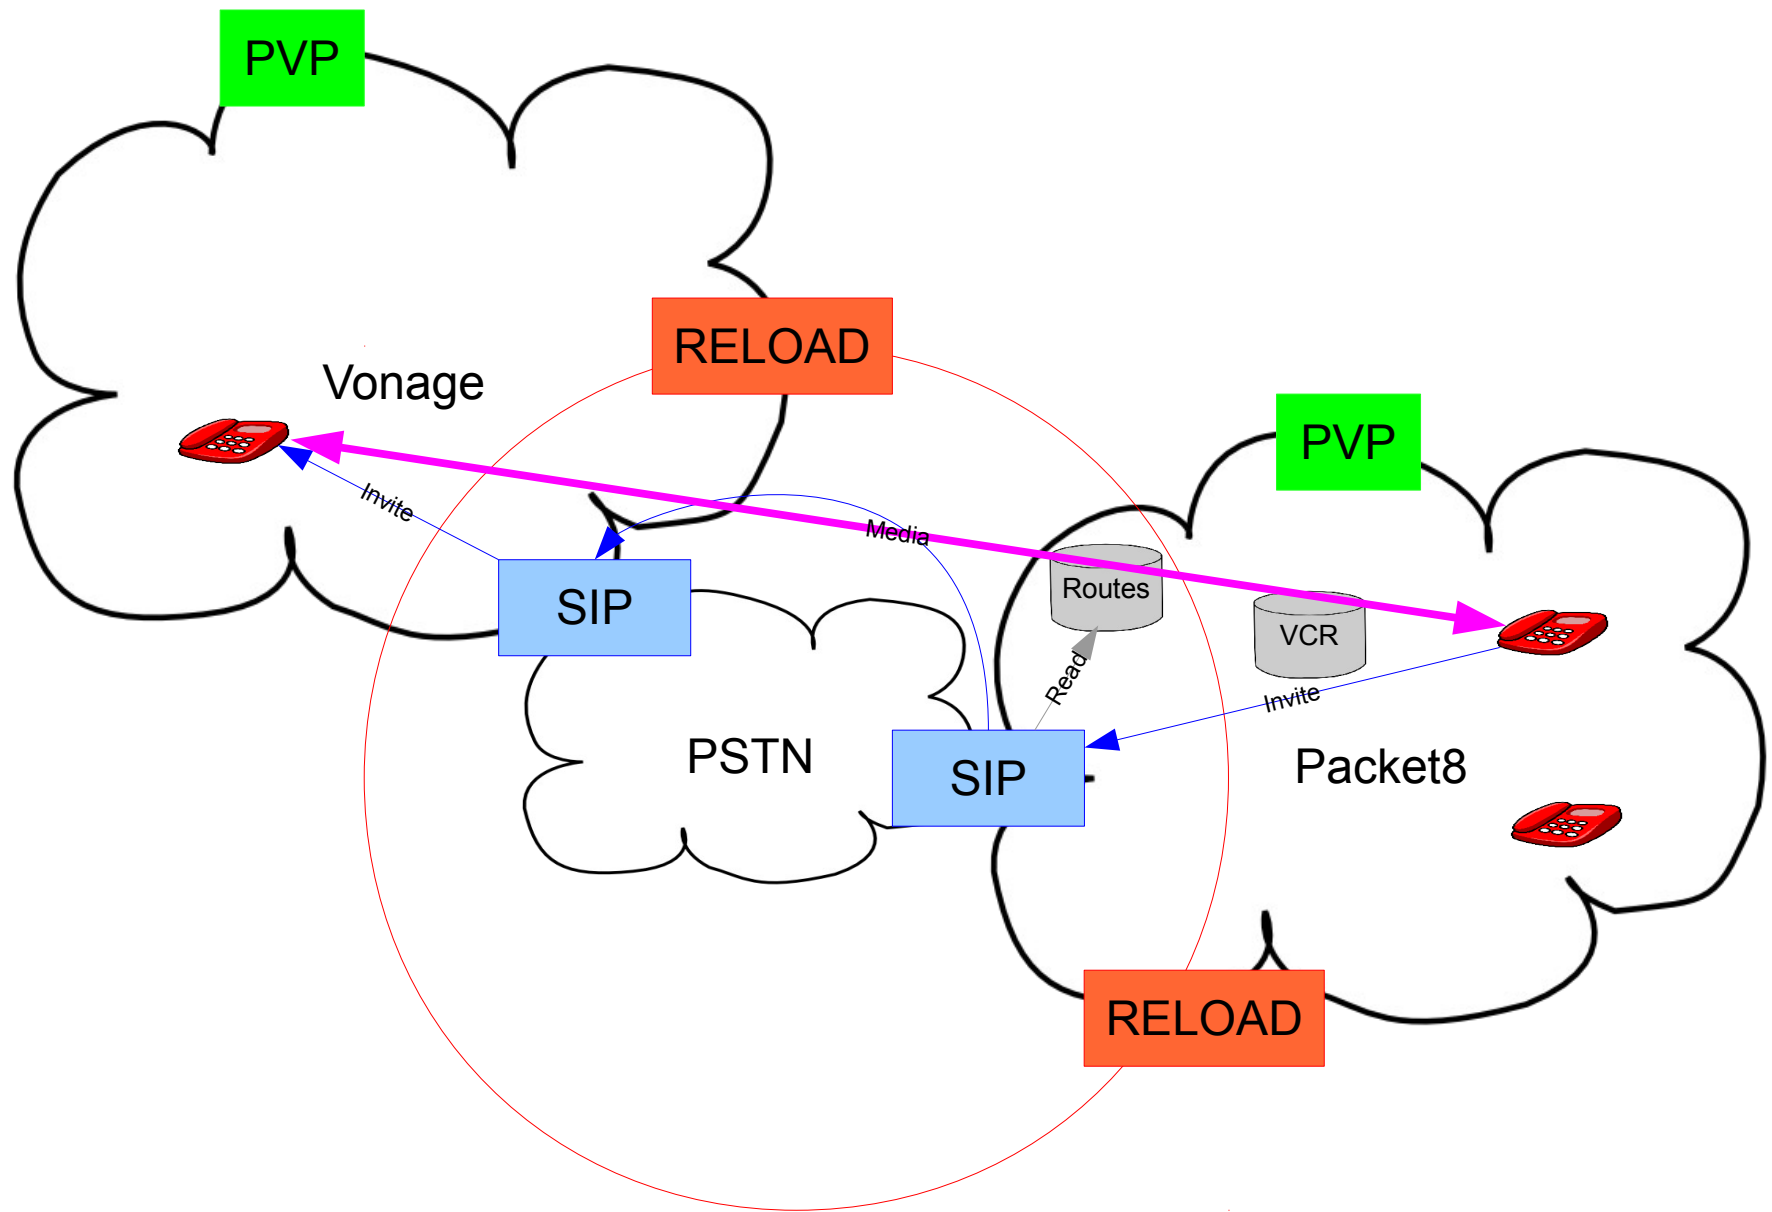 PVP
RELOAD
Vonage
PVP
Invite
Media
Routes
SIP
VCR
Read
Invite
PSTN
SIP
Packet8
RELOAD